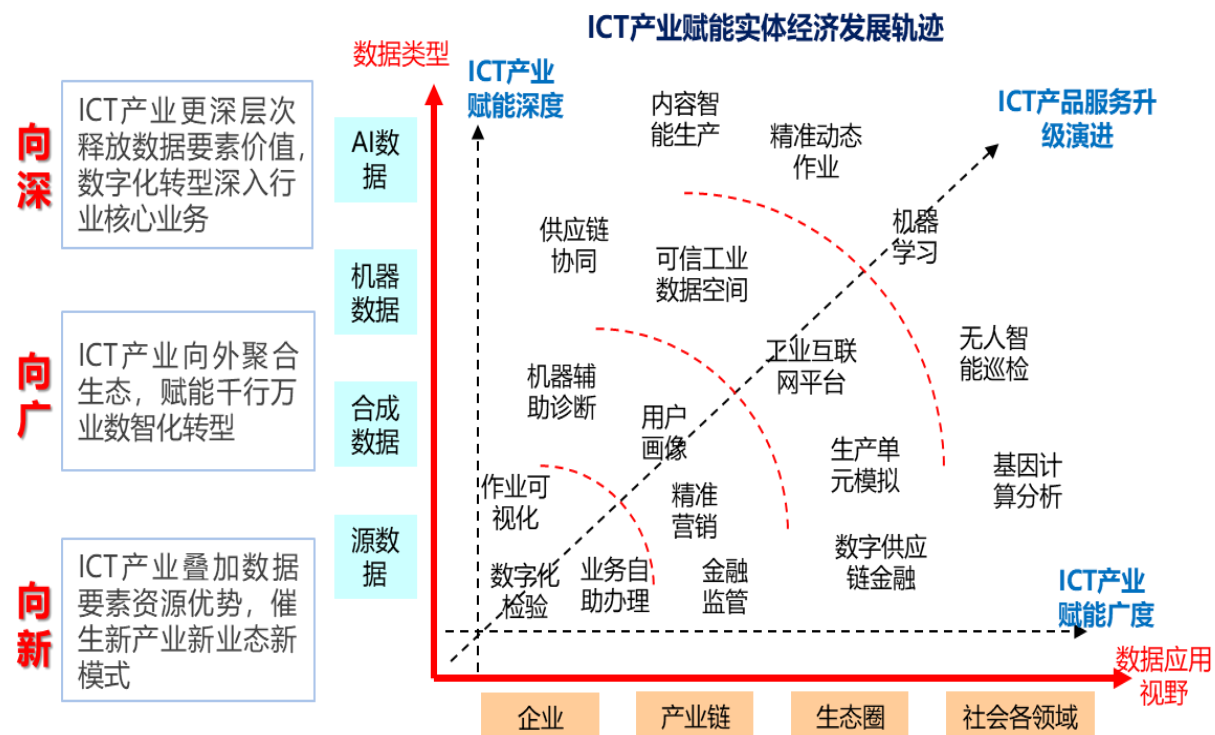 ICT产业赋能实体经济发展轨迹
向
深
ICT产业更深层次
释放数据要素价值，
数字化转型深入行
业核心业务
向
广
ICT产业向外聚合
生态，赋能千行万
业数智化转型
向
新
ICT产业叠加数据
要素资源优势，催
生新产业新业态新
模式
数据类型
AI数
据
机器
数据
合成
数据
源数
据
ICT产业
赋能深度
内容智
能生产
精准动态
作业
ICT产品服务升
级演进
供应链
协同
可信工业
数据空间
机器
学习
机器辅
助诊断
用户
画像
工业互联
网平台
无人智
能巡检
作业可
视化
精准
营销
生产单
元模拟
基因计
算分析
数字化
检验
业务自
助办理
金融
监管
数字供应
链金融
ICT产业
赋能广度
数据应用
视野
企业
产业链
生态圈
社会各领域